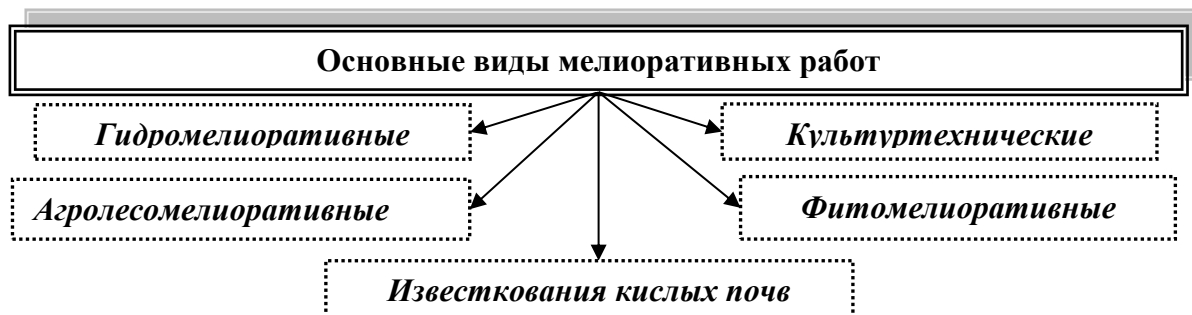 Основные виды мелиоративных работ
Гидромелиоративные
Культуртехнические
Агролесомелиоративные
Фитомелиоративные
Известкования кислых почв